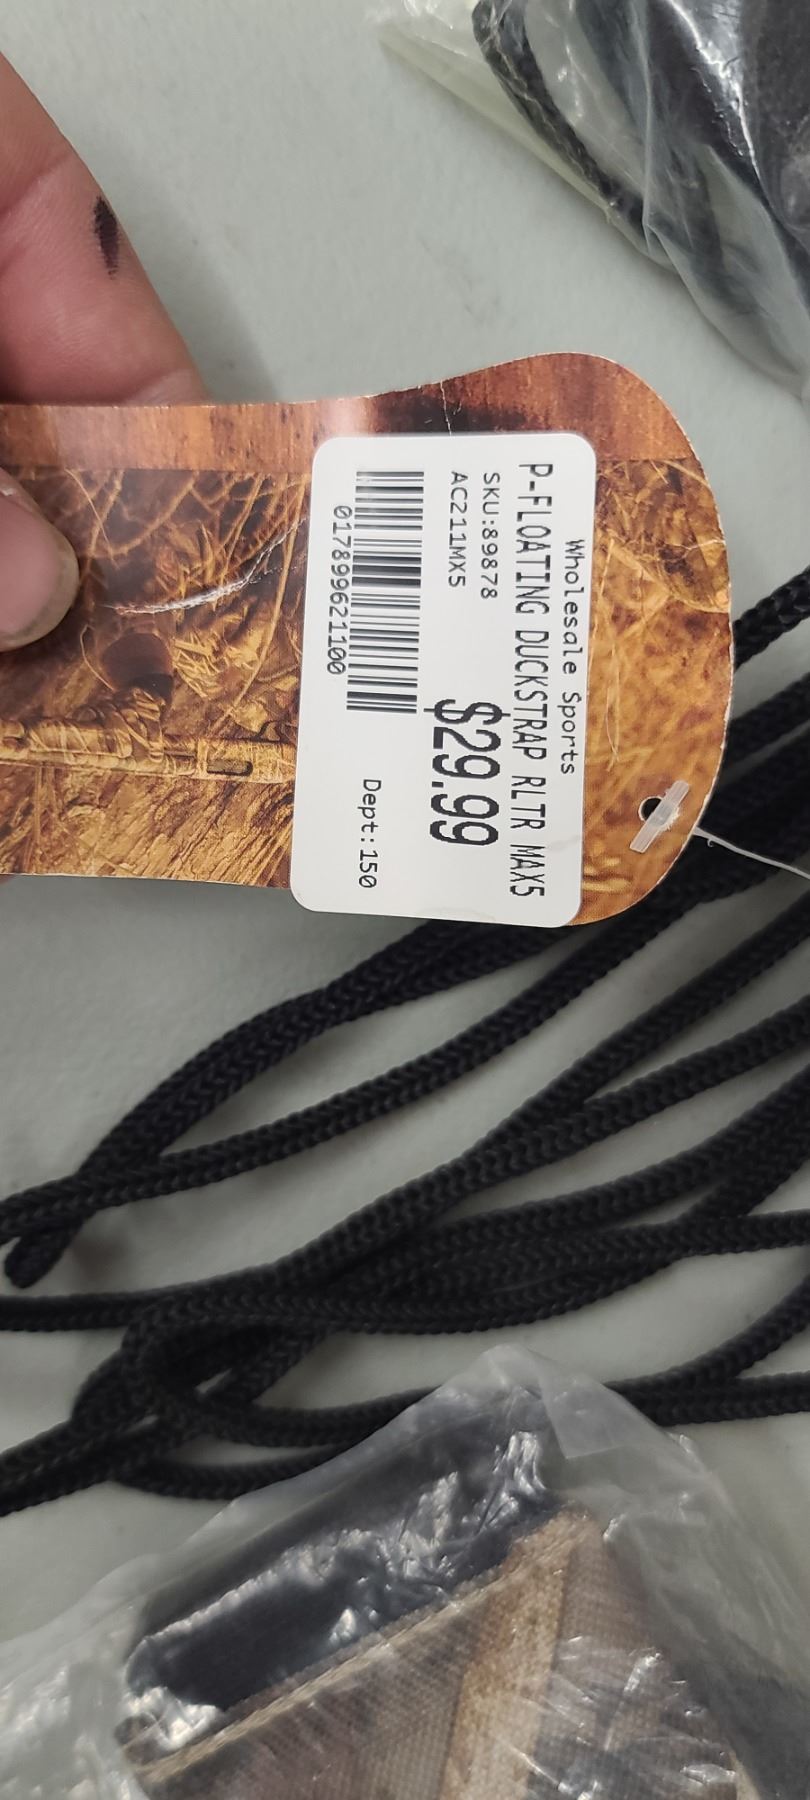 Wholesale Sports
P-FLOATING DUCKSTRAP RLTR MAX5
SKU:89878
AC211MX5
$29.99
017899621100
Dept:150